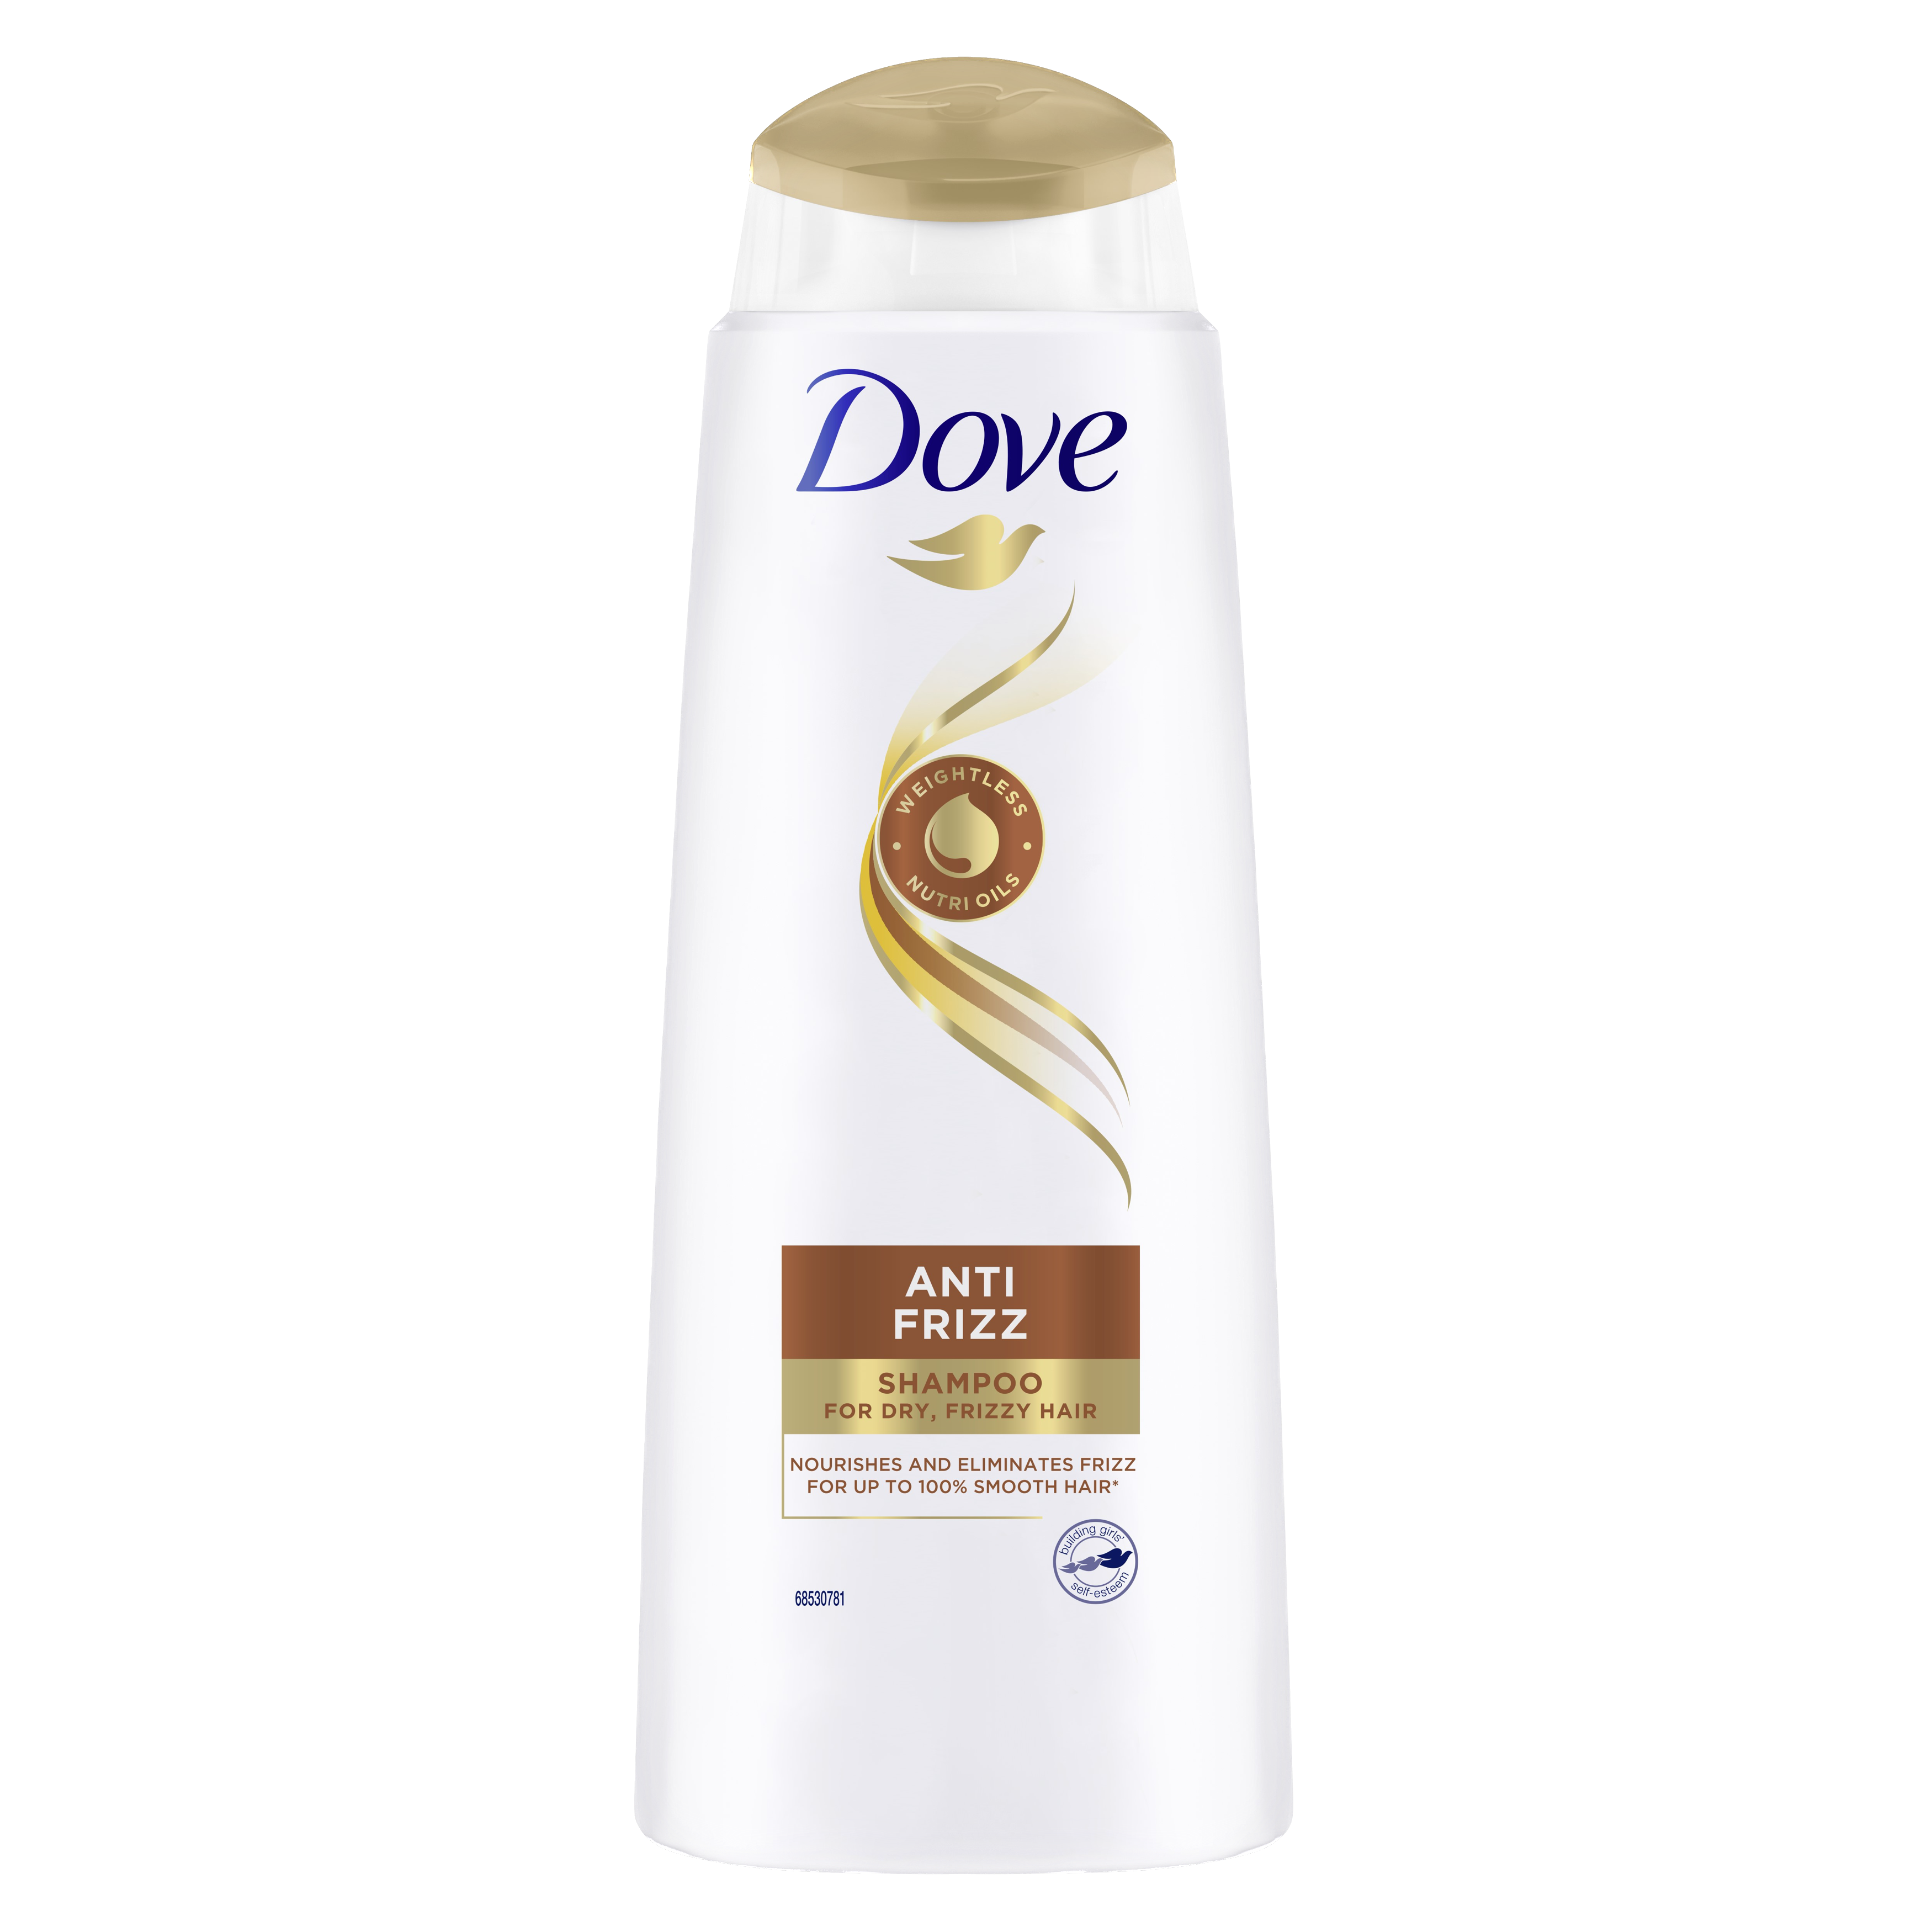 Dove
WEIGHTLESS
NUTRI OILS
ANTI
FRIZZ
SHAMPOO
FOR DRY, FRIZZY HAIR
NOURISHES AND ELIMINATES FRIZZ
FOR UP TO 100% SMOOTH HAIR*
building girls'
self-esteem
68530781